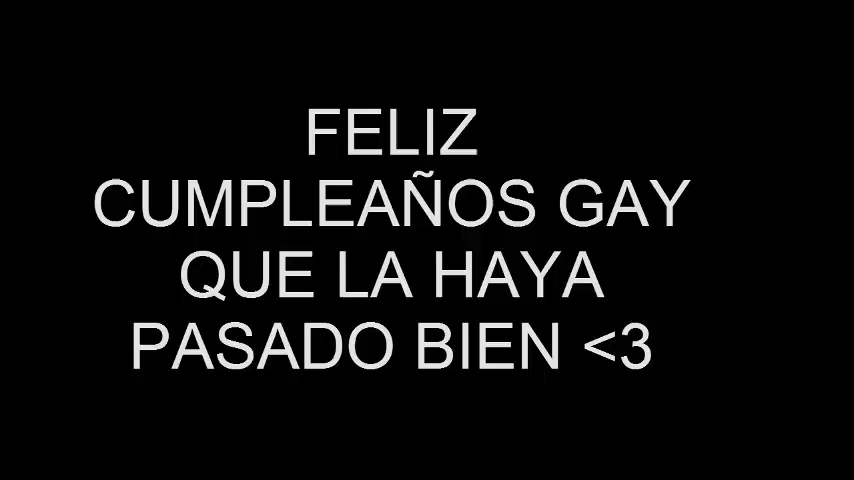 FELIZ
CUMPLEAÑOS GAY
QUE LA HAYA
PASADO BIEN <3